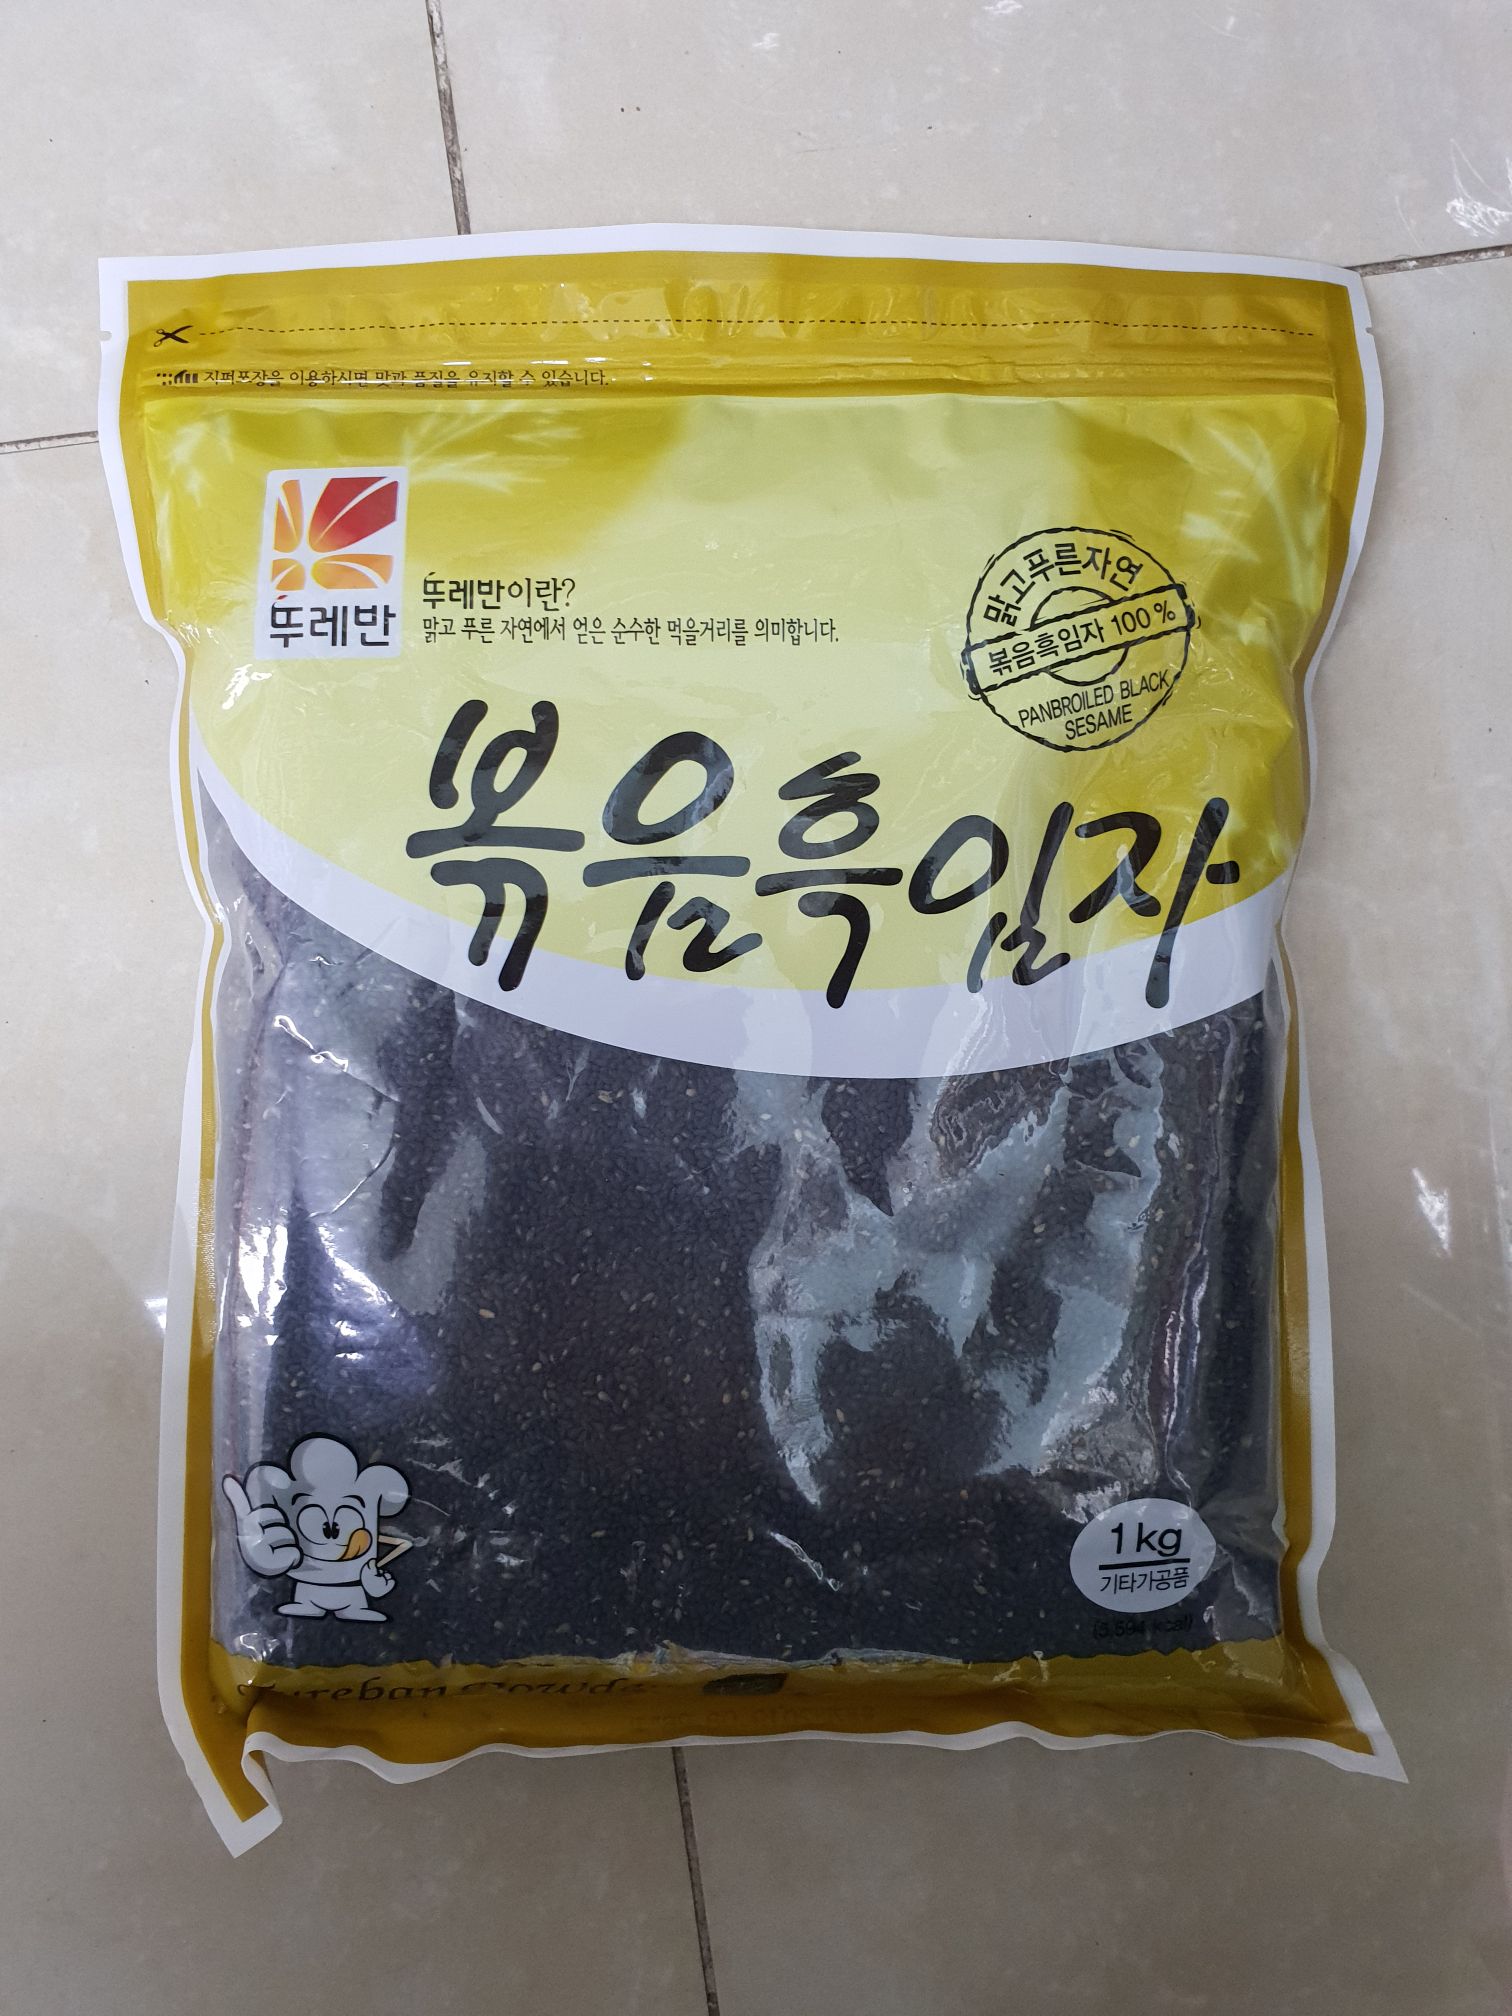 지퍼포장을 이용하시면 맛과 품질을 유지할 수 있습니다.
뚜레반
뚜레반이란?
맑고 푸른 자연에서 얻은 순수한 먹을거리를 의미합니다.
맑고푸른자연
볶음흑임자 100%
PANBROILED BLACK
SESAME
볶음흑임자
1kg
기타가공품
(5,594 kcal)